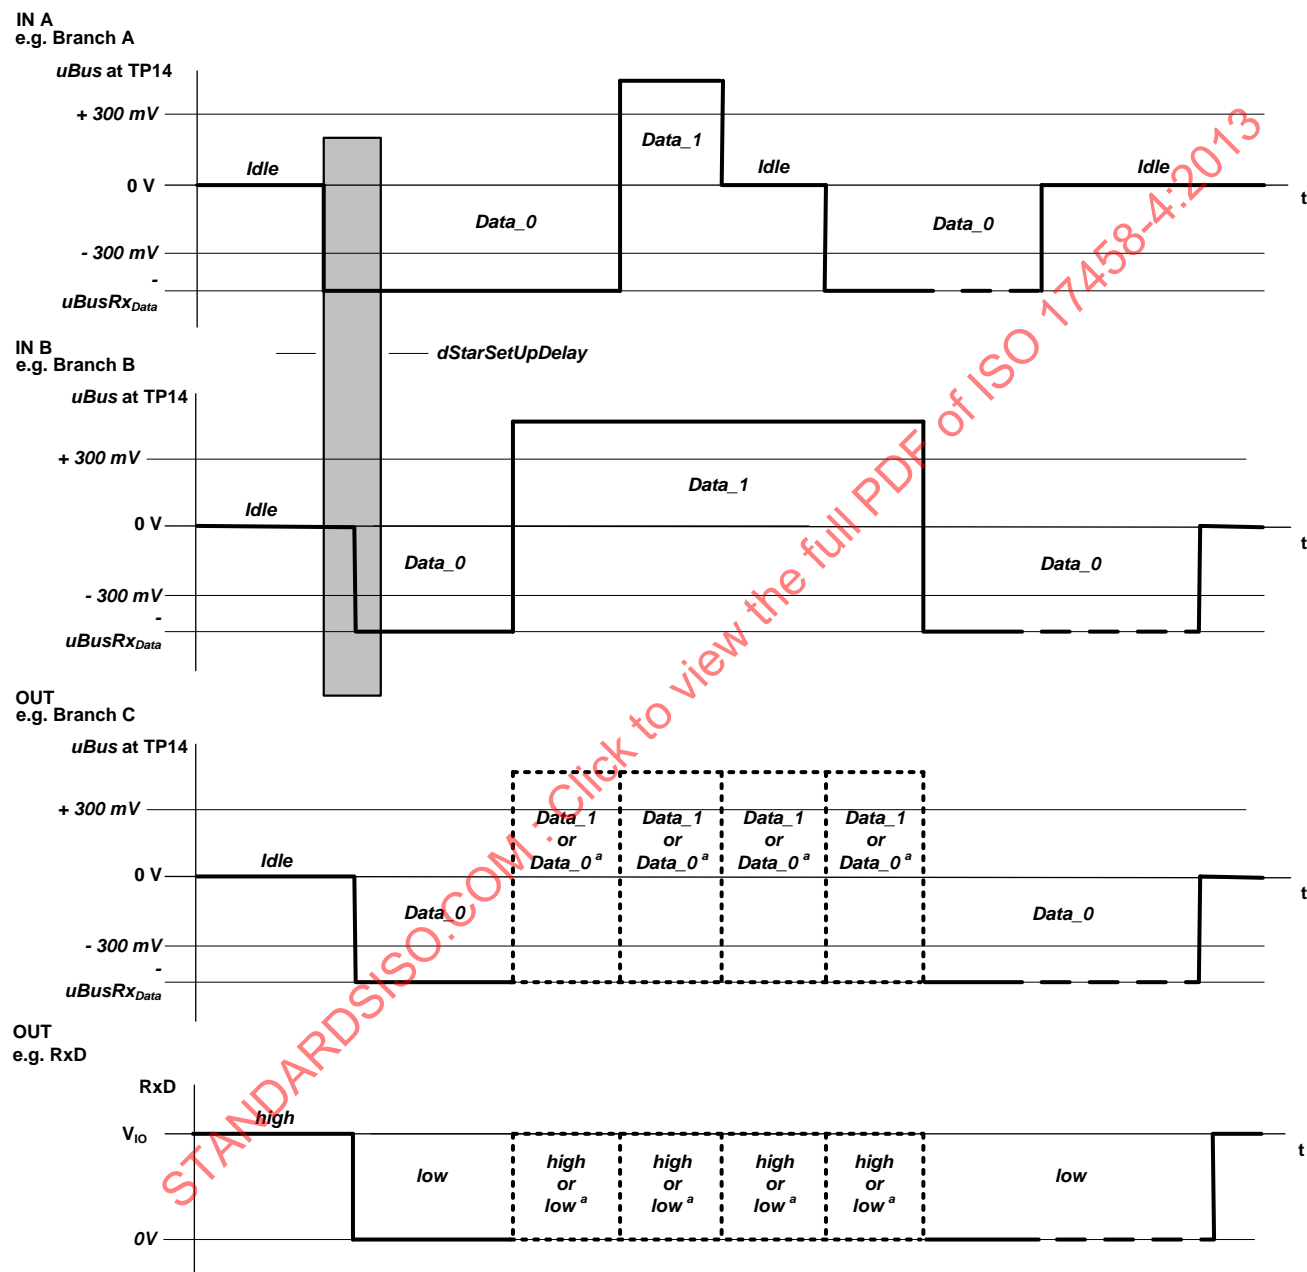 IN A
e.g. Branch A
uBus at TP14
+ 300 mV
Data_1
Idle
Idle
Idle
0 V
t
Data_0
Data_0
- 300 mV
-
uBusRxData
IN B
e.g. Branch B
dStarSetUpDelay
uBus at TP14
+ 300 mV
Data_1
Idle
0 V
t
Data_0
Data_0
- 300 mV
-
uBusRxData
OUT
e.g. Branch C
uBus at TP14
+ 300 mV
Data_1 or Data_0 a
Data_1 or Data_0 a
Data_1 or Data_0 a
Data_1 or Data_0 a
Idle
0 V
t
Data_0
Data_0
- 300 mV
-
uBusRxData
OUT
e.g. RxD
RxD
high
VIO
t
low
high or low a
high or low a
high or low a
high or low a
low
0V
STANDARDSISO.COM : Click to view the full PDF of ISO 17458-4:2013